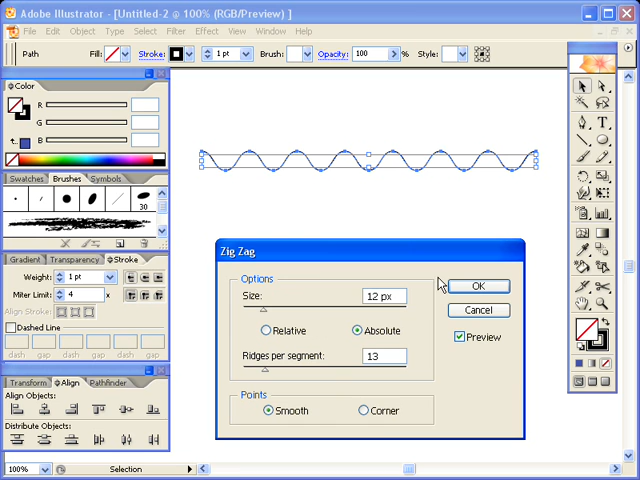 Adobe Illustrator - [Untitled-2 @ 100% (RGB/Preview) ]
File Edit Object Type Select Filter Effect View Window Help
Path Fill: Stroke: 1 pt Brush: Opacity: 100 % Style:
Color
R
G
B
Swatches Brushes Symbols
30
Gradient Transparency Stroke
Weight: 1 pt
Miter Limit: 4 x
Align Stroke:
Dashed Line
dash gap dash gap dash gap
Transform Align Pathfinder
Align Objects:
Distribute Objects:
Zig Zag
Options
Size: 12 px
Relative Absolute
Ridges per segment: 13
Points
Smooth Corner
OK
Cancel
Preview
100% Selection